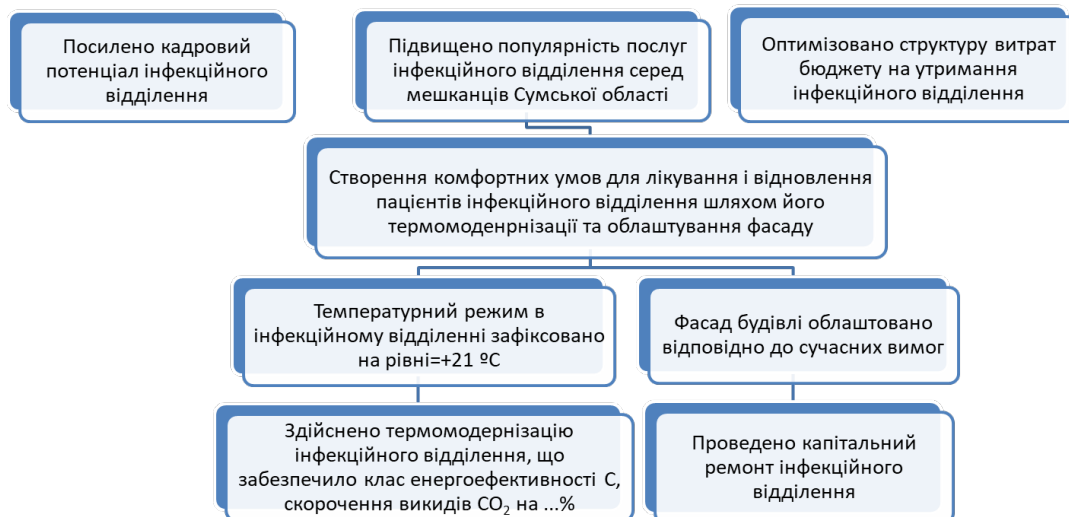 Посилено кадровий
потенціал інфекційного
відділення
Підвищено популярність послуг
інфекційного відділення серед
мешканців Сумської області
Оптимізовано структуру витрат
бюджету на утримання
інфекційного відділення
Створення комфортних умов для лікування і відновлення
пацієнтів інфекційного відділення шляхом його
термомоденрнізації та облаштування фасаду
Температурний режим в
інфекційному відділенні зафіксовано
на рівні=+21 ºС
Фасад будівлі облаштовано
відповідно до сучасних вимог
Здійснено термомодернізацію
інфекційного відділення, що
забезпечило клас енергоефективності С,
скорочення викидів СО₂ на ...%
Проведено капітальний
ремонт інфекційного
відділення